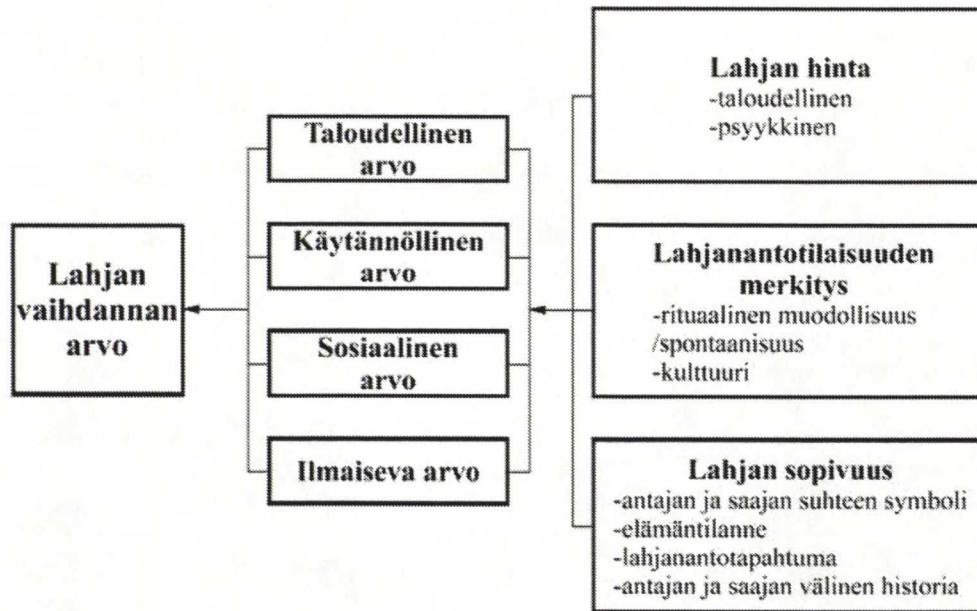 Lahjan
vaihdannan
arvo
Taloudellinen
arvo
Käytännöllinen
arvo
Sosiaalinen
arvo
Ilmaiseva arvo
Lahjan hinta
-taloudellinen
-psyykkinen
Lahjanantotilaisuuden
merkitys
-rituaalinen muodollisuus
/spontaanisuus
-kulttuuri
Lahjan sopivuus
-antajan ja saajan suhteen symboli
-elämäntilanne
-lahjanantotapahtuma
-antajan ja saajan välinen historia